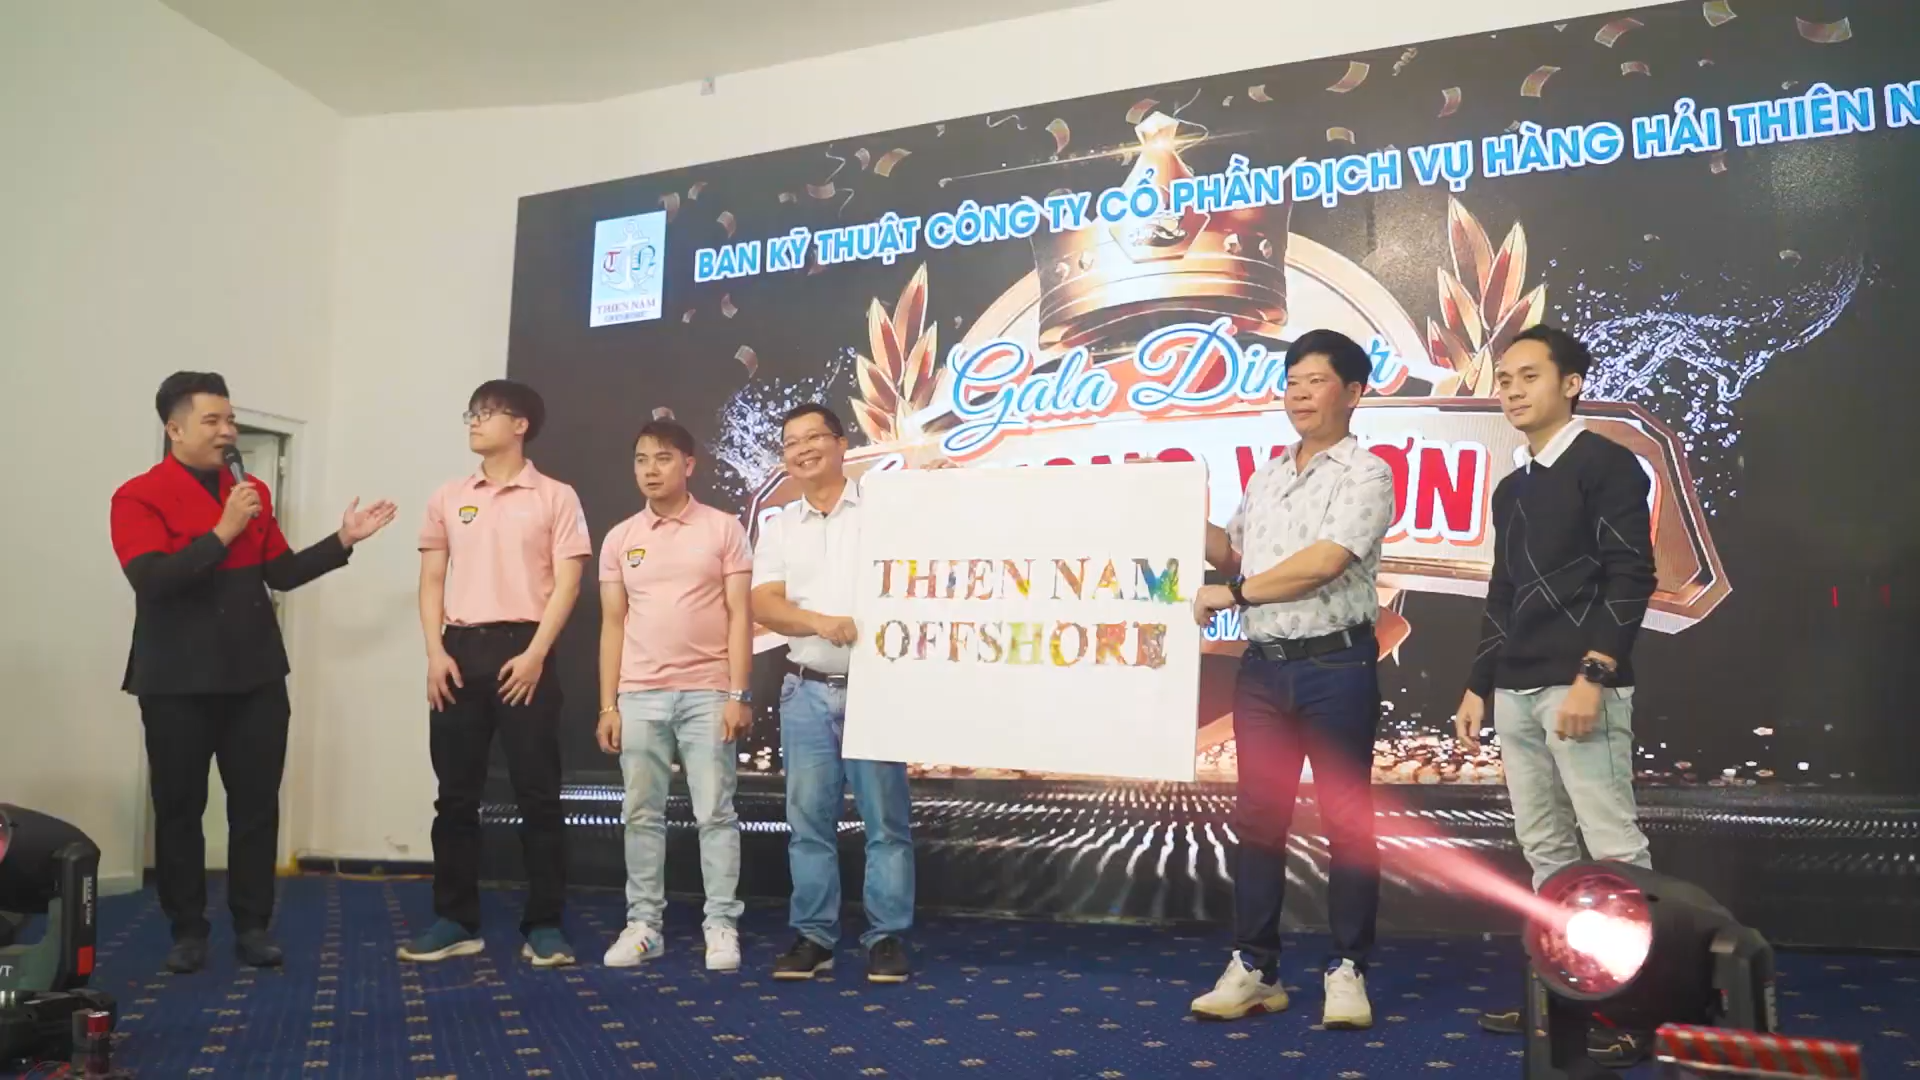 BAN KỸ THUẬT CÔNG TY CỔ PHẦN DỊCH VỤ HÀNG HẢI THIÊN N
THIEN NAM
OFFSHORE
Gala
THIEN NAM
OFFSHORE